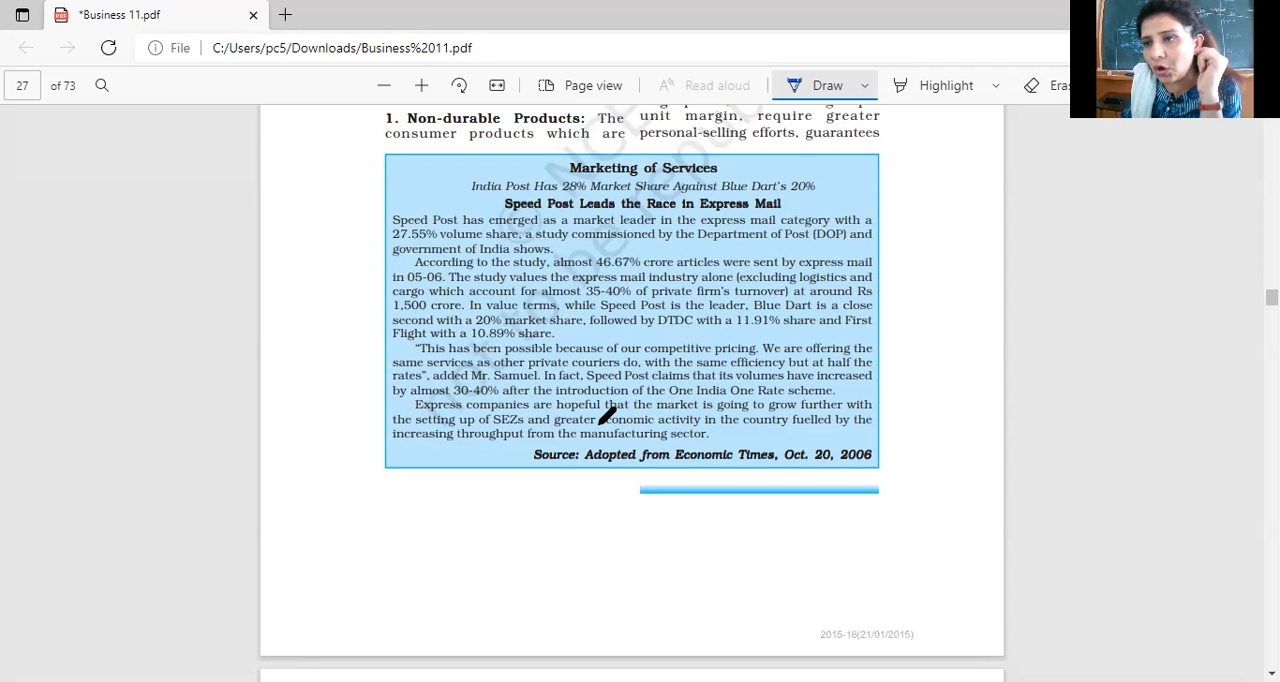 *Business 11.pdf
File
C:/Users/pc5/Downloads/Business%2011.pdf
27 of 73
Page view
Read aloud
Draw
Highlight
1. Non-durable Products: The
consumer products which are
unit margin, require greater
personal-selling efforts, guarantees
Marketing of Services
India Post Has 28% Market Share Against Blue Dart's 20%
Speed Post Leads the Race in Express Mail
Speed Post has emerged as a market leader in the express mail category with a
27.55% volume share, a study commissioned by the Department of Post (DOP) and
government of India shows.
According to the study, almost 46.67% crore articles were sent by express mail
in 05-06. The study values the express mail industry alone (excluding logistics and
cargo which account for almost 35-40% of private firm's turnover) at around Rs
1,500 crore. In value terms, while Speed Post is the leader, Blue Dart is a close
second with a 20% market share, followed by DTDC with a 11.91% share and First
Flight with a 10.89% share.
"This has been possible because of our competitive pricing. We are offering the
same services as other private couriers do, with the same efficiency but at half the
rates", added Mr. Samuel. In fact, Speed Post claims that its volumes have increased
by almost 30-40% after the introduction of the One India One Rate scheme.
Express companies are hopeful that the market is going to grow further with
the setting up of SEZs and greater economic activity in the country fuelled by the
increasing throughput from the manufacturing sector.
Source: Adopted from Economic Times, Oct. 20, 2006
2015-16(21/01/2015)